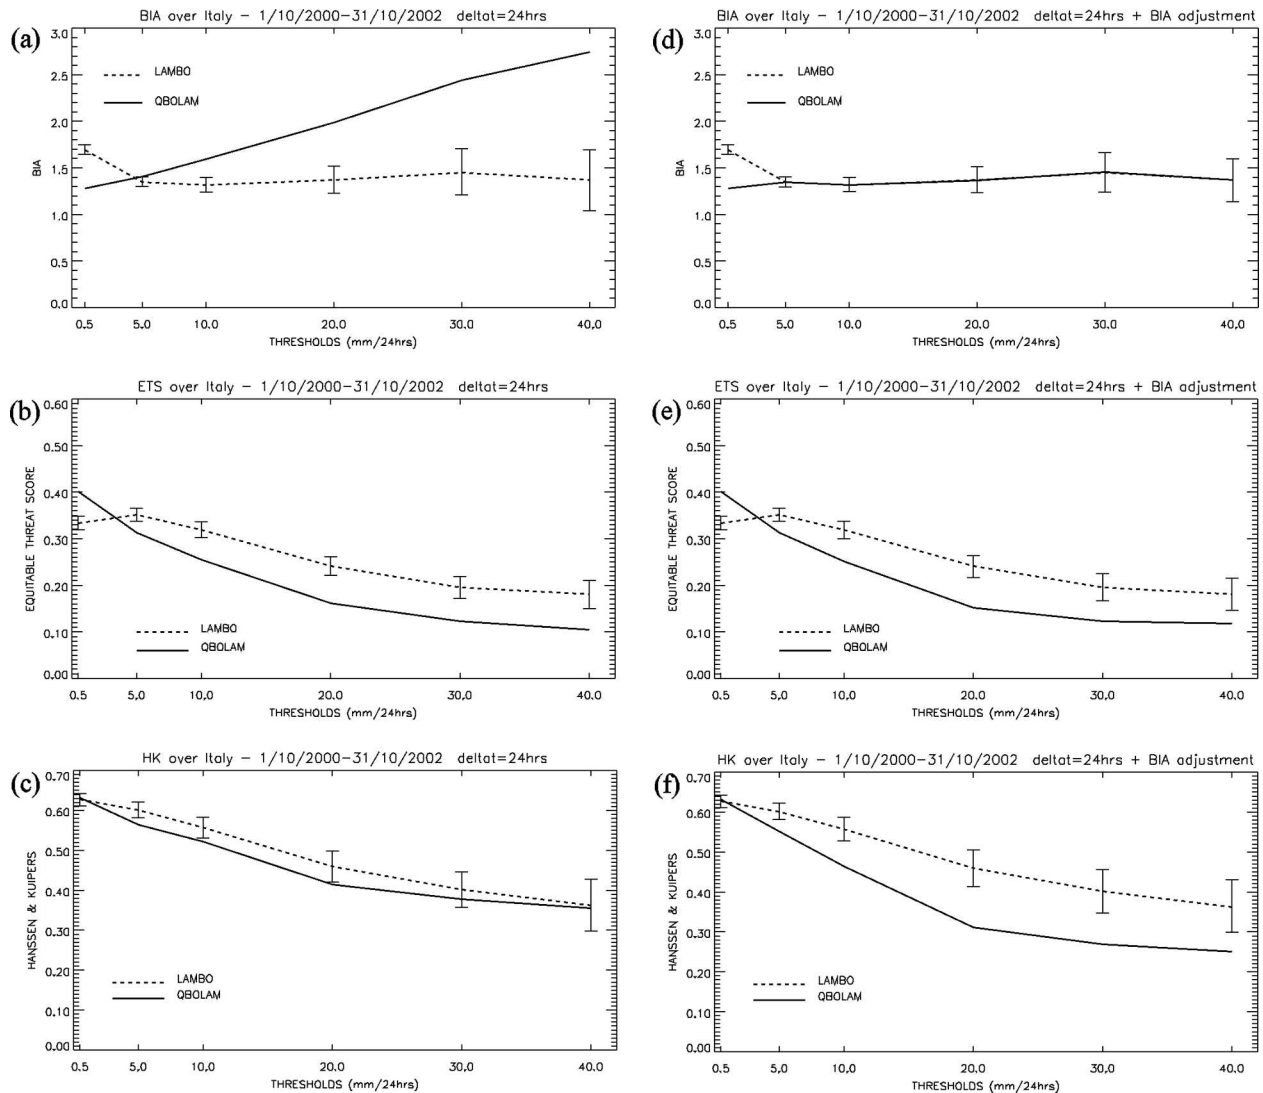 (a)
BIA over Italy – 1/10/2000–31/10/2002 deltat=24hrs
3.0
2.5
2.0
1.5
1.0
0.5
0.0
BIA
LAMBO
QBOLAM
0.5 5.0 10.0 20.0 30.0 40.0
THRESHOLDS (mm/24hrs)
(d)
BIA over Italy – 1/10/2000–31/10/2002 deltat=24hrs + BIA adjustment
3.0
2.5
2.0
1.5
1.0
0.5
0.0
BIA
LAMBO
QBOLAM
0.5 5.0 10.0 20.0 30.0 40.0
THRESHOLDS (mm/24hrs)
(b)
ETS over Italy – 1/10/2000–31/10/2002 deltat=24hrs
0.60
0.50
0.40
0.30
0.20
0.10
0.00
EQUITABLE THREAT SCORE
LAMBO
QBOLAM
0.5 5.0 10.0 20.0 30.0 40.0
THRESHOLDS (mm/24hrs)
(e)
ETS over Italy – 1/10/2000–31/10/2002 deltat=24hrs + BIA adjustment
0.60
0.50
0.40
0.30
0.20
0.10
0.00
EQUITABLE THREAT SCORE
LAMBO
QBOLAM
0.5 5.0 10.0 20.0 30.0 40.0
THRESHOLDS (mm/24hrs)
(c)
HK over Italy – 1/10/2000–31/10/2002 deltat=24hrs
0.70
0.60
0.50
0.40
0.30
0.20
0.10
0.00
HANSSEN & KUIPERS
LAMBO
QBOLAM
0.5 5.0 10.0 20.0 30.0 40.0
THRESHOLDS (mm/24hrs)
(f)
HK over Italy – 1/10/2000–31/10/2002 deltat=24hrs + BIA adjustment
0.70
0.60
0.50
0.40
0.30
0.20
0.10
0.00
HANSSEN & KUIPERS
LAMBO
QBOLAM
0.5 5.0 10.0 20.0 30.0 40.0
THRESHOLDS (mm/24hrs)